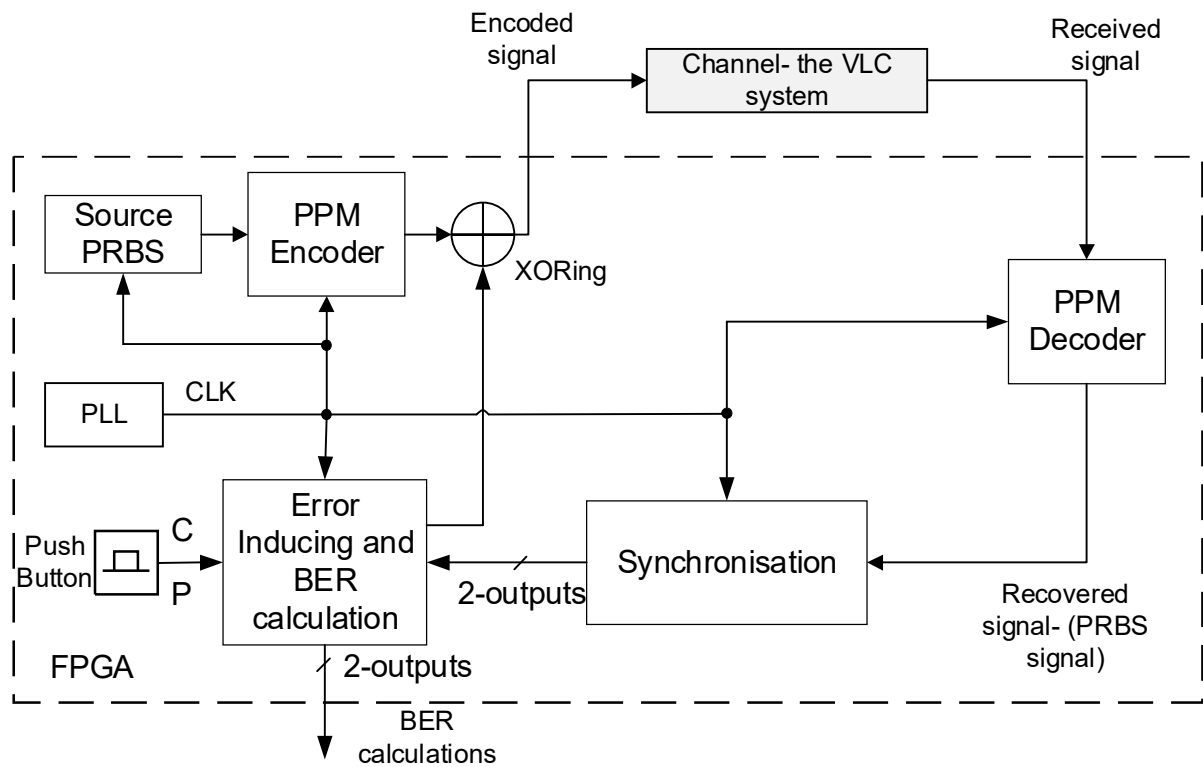 Encoded
signal
Channel- the VLC
system
Received
signal
Source
PRBS
PPM
Encoder
XORing
PPM
Decoder
PLL
CLK
Push
Button
C
P
Error
Inducing and
BER
calculation
2-outputs
Synchronisation
Recovered
signal- (PRBS
signal)
FPGA
2-outputs
BER
calculations